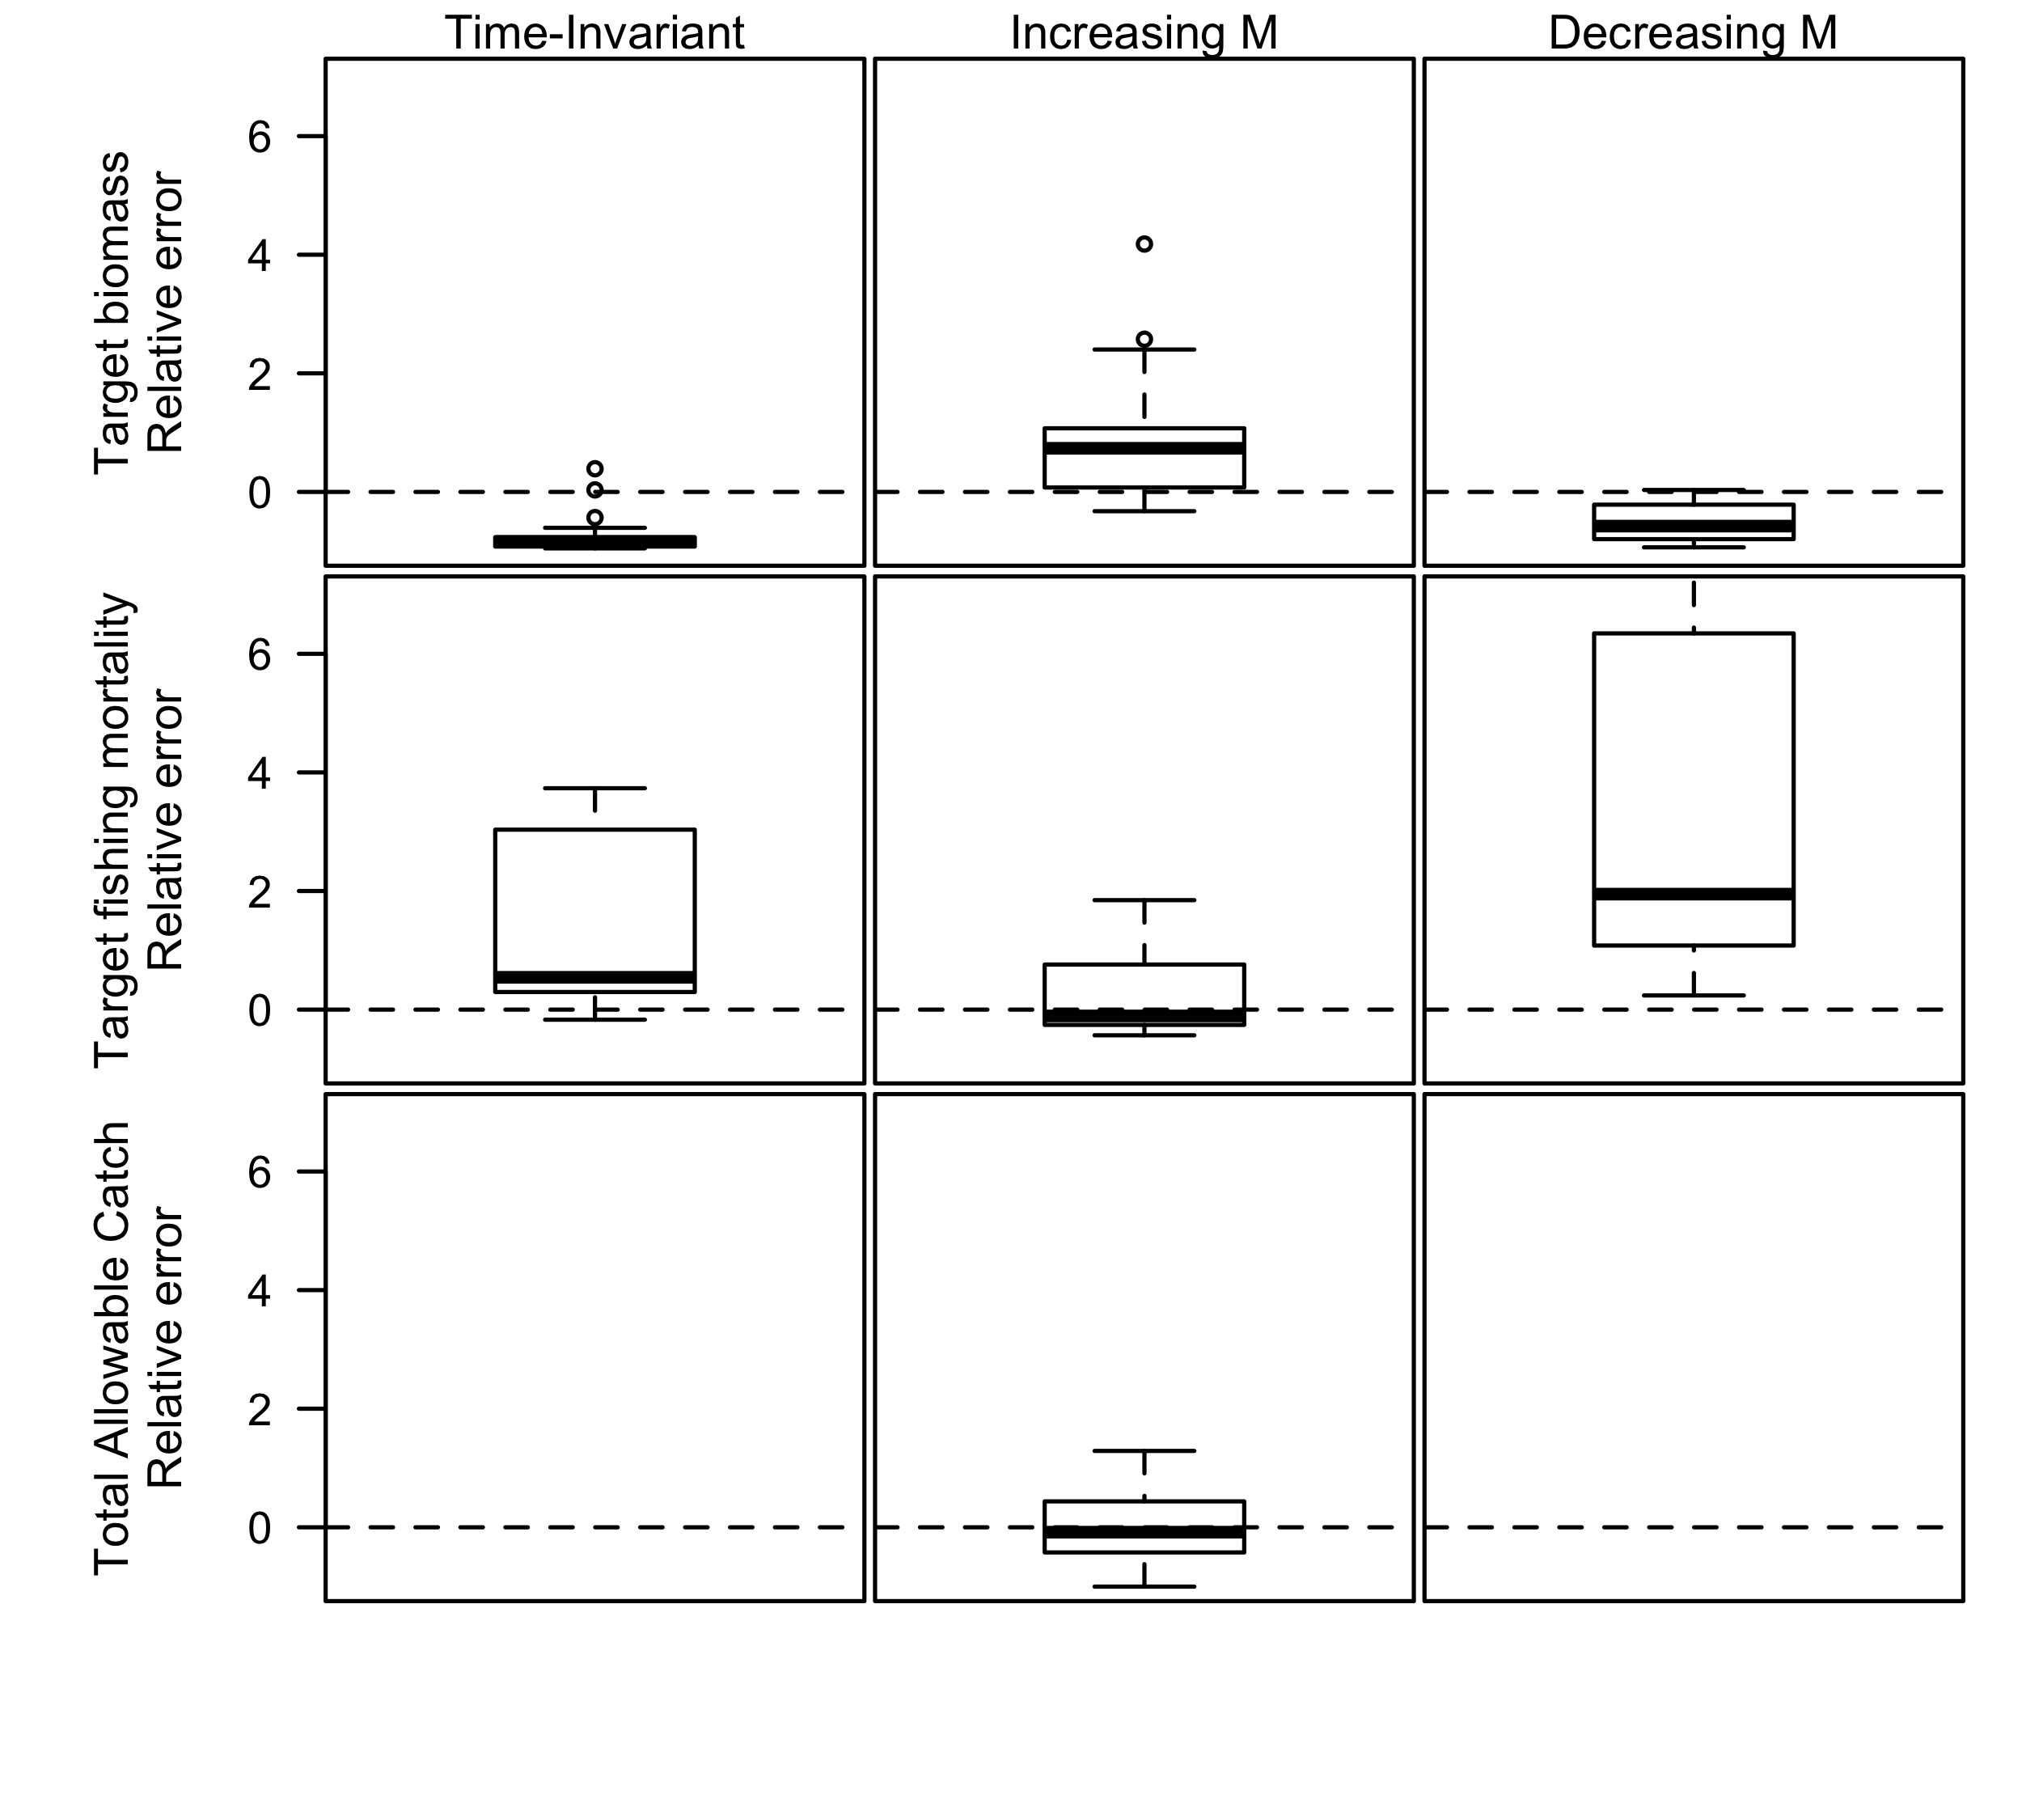 Time-Invariant
Increasing M
Decreasing M
Target biomass
Relative error
6
4
2
0
Target fishing mortality
Relative error
6
4
2
0
Total Allowable Catch
Relative error
6
4
2
0